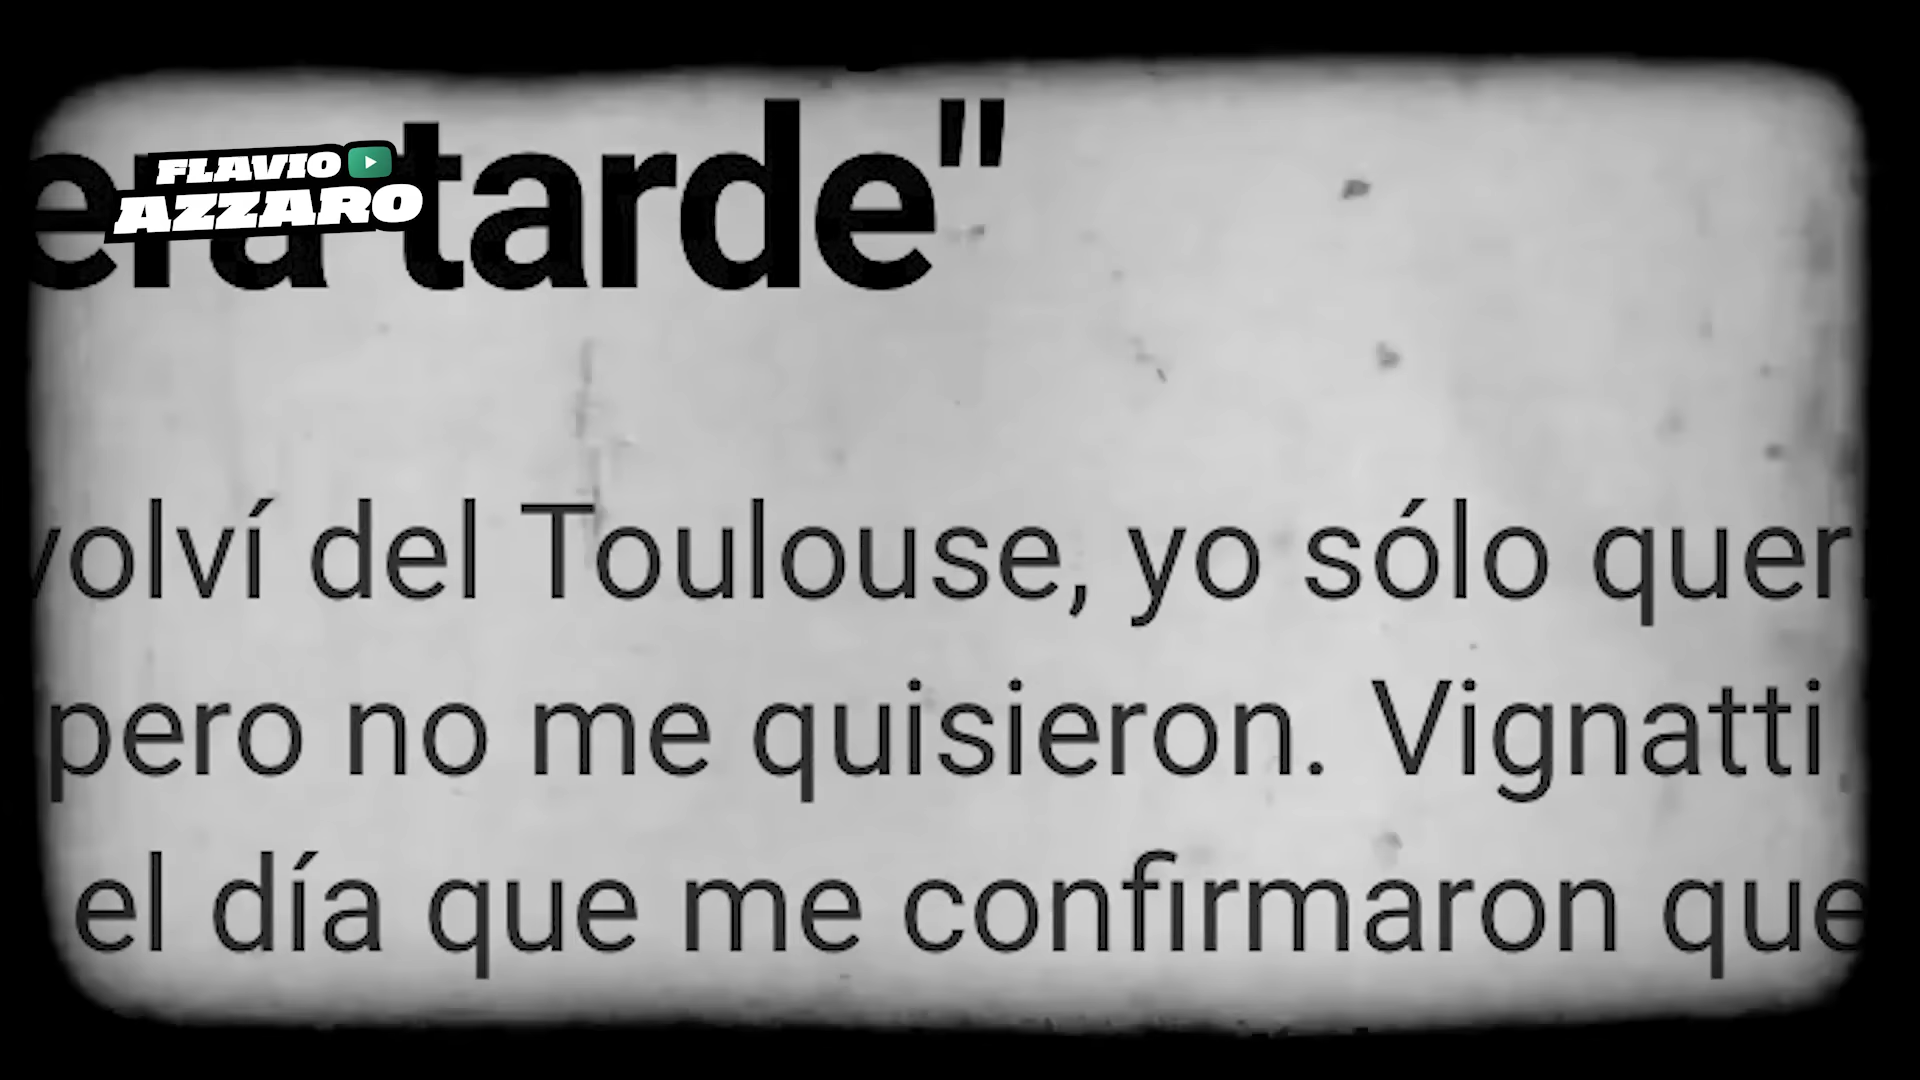 FLAVIO
AZZARO
era tarde"
volví del Toulouse, yo sólo quer
pero no me quisieron. Vignatti
el día que me confirmaron que